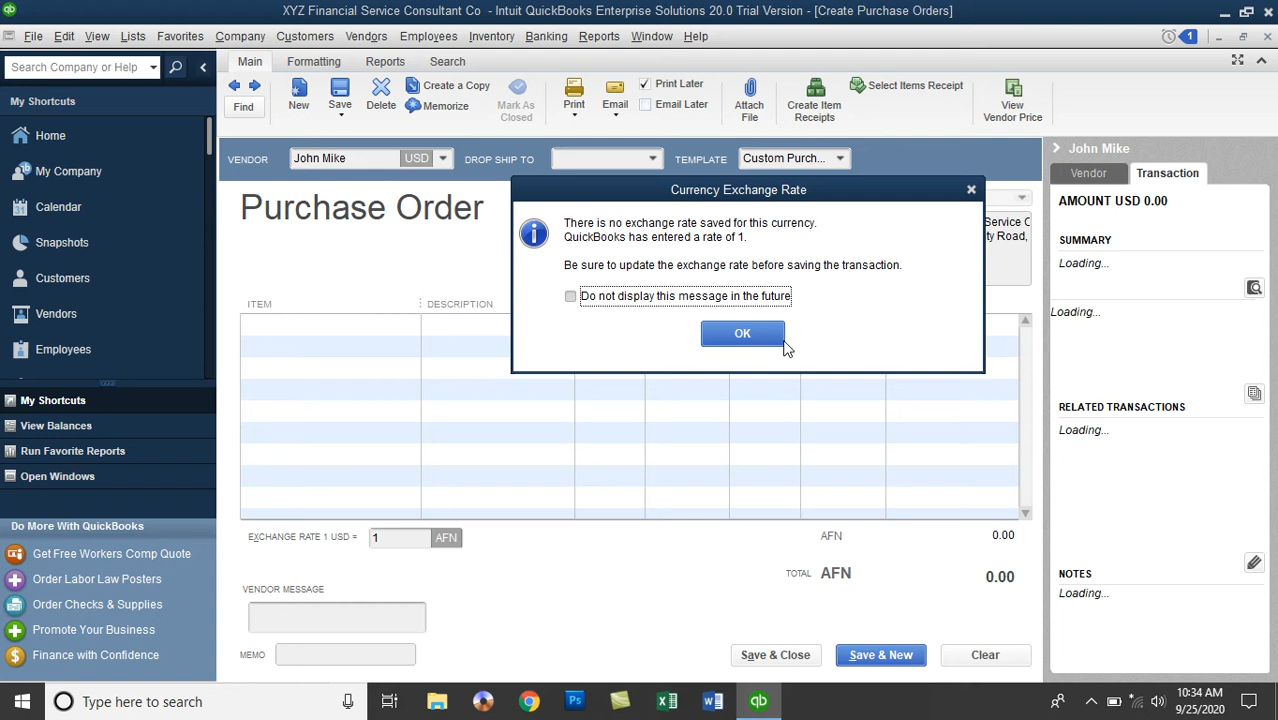 XYZ Financial Service Consultant Co - Intuit QuickBooks Enterprise Solutions 20.0 Trial Version - [Create Purchase Orders]
File Edit View Lists Favorites Company Customers Vendors Employees Inventory Banking Reports Window Help
1
Search Company or Help
My Shortcuts
Home
My Company
Calendar
Snapshots
Customers
Vendors
Employees
My Shortcuts
View Balances
Run Favorite Reports
Open Windows
Do More With QuickBooks
Get Free Workers Comp Quote
Order Labor Law Posters
Order Checks & Supplies
Promote Your Business
Finance with Confidence
Main Formatting Reports Search
Find
New
Save
Delete
Create a Copy
Memorize
Mark As
Closed
Print
Email
Print Later
Email Later
Attach
File
Create Item
Receipts
Select Items Receipt
View
Vendor Price
VENDOR John Mike USD DROP SHIP TO TEMPLATE Custom Purch...
Purchase Order
Service C
ty Road,
ITEM DESCRIPTION
Currency Exchange Rate
There is no exchange rate saved for this currency.
QuickBooks has entered a rate of 1.
Be sure to update the exchange rate before saving the transaction.
Do not display this message in the future
OK
EXCHANGE RATE 1 USD = 1 AFN
AFN 0.00
TOTAL AFN 0.00
VENDOR MESSAGE
MEMO
Save & Close Save & New Clear
John Mike
Vendor Transaction
AMOUNT USD 0.00
SUMMARY
Loading...
Loading...
RELATED TRANSACTIONS
Loading...
NOTES
Loading...
Type here to search
Ps
qb
10:34 AM
9/25/2020